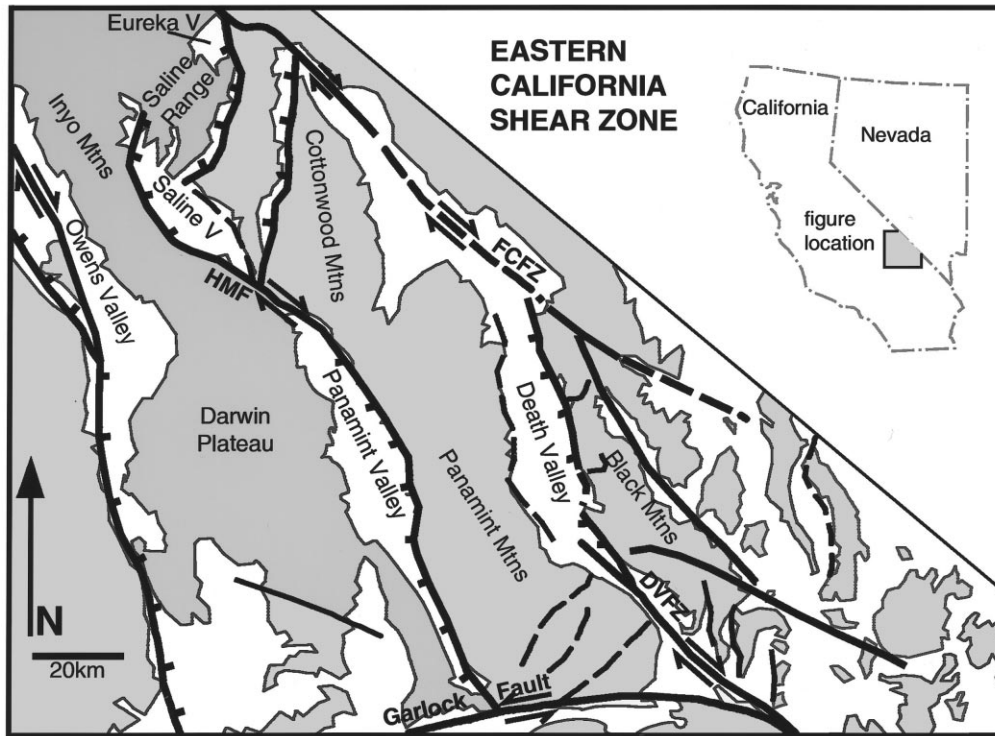 Eureka V
EASTERN
CALIFORNIA
SHEAR ZONE
California
Nevada
figure
location
Saline
Range
Inyo Mtns
Saline V
Cottonwood Mtns
Owens Valley
HMF
FCFZ
Darwin
Plateau
Panamint Valley
Panamint Mtns
Death Valley
Black Mtns
DVFZ
N
20km
Garlock Fault